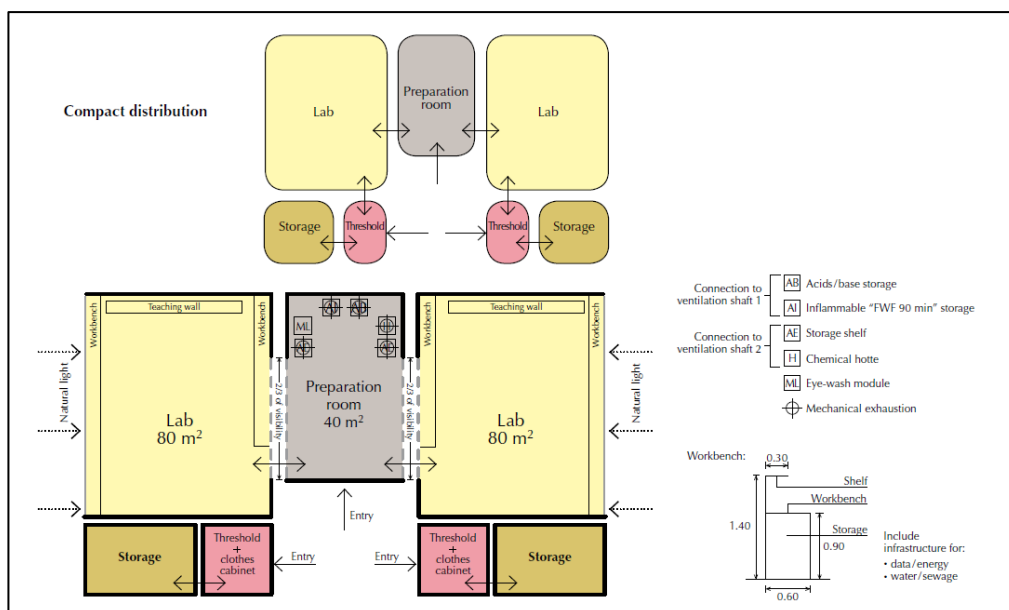 Compact distribution
Lab
Preparation
room
Lab
Storage
Threshold
Threshold
Storage
Teaching wall
Workbench
Workbench
Natural light
Lab
80 m²
2/3 of visibility
ML
H
Preparation
room
40 m²
2/3 of visibility
Teaching wall
Workbench
Workbench
Natural light
Lab
80 m²
Entry
Storage
Threshold
+
clothes
cabinet
Entry
Entry
Threshold
+
clothes
cabinet
Storage
Connection to
ventilation shaft 1
AB Acids/base storage
AI Inflammable “FWF 90 min” storage
Connection to
ventilation shaft 2
AE Storage shelf
H Chemical hotte
ML Eye-wash module
Mechanical exhaustion
Workbench:
0.30
Shelf
Workbench
1.40
Storage
0.90
0.60
Include
infrastructure for:
• data/energy
• water/sewage